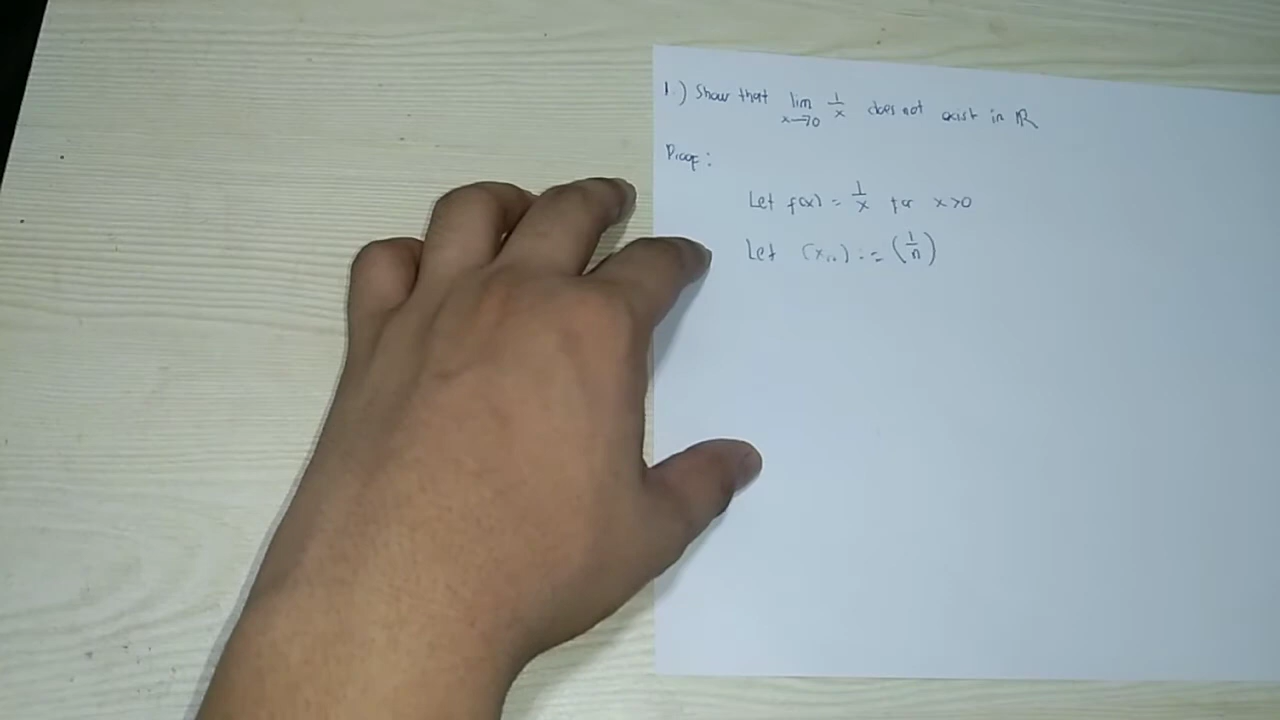 1.) Show that lim x→0 1/x does not exist in ℝ
Proof:
Let f(x) = 1/x for x>0
Let (xₙ) := (1/n)